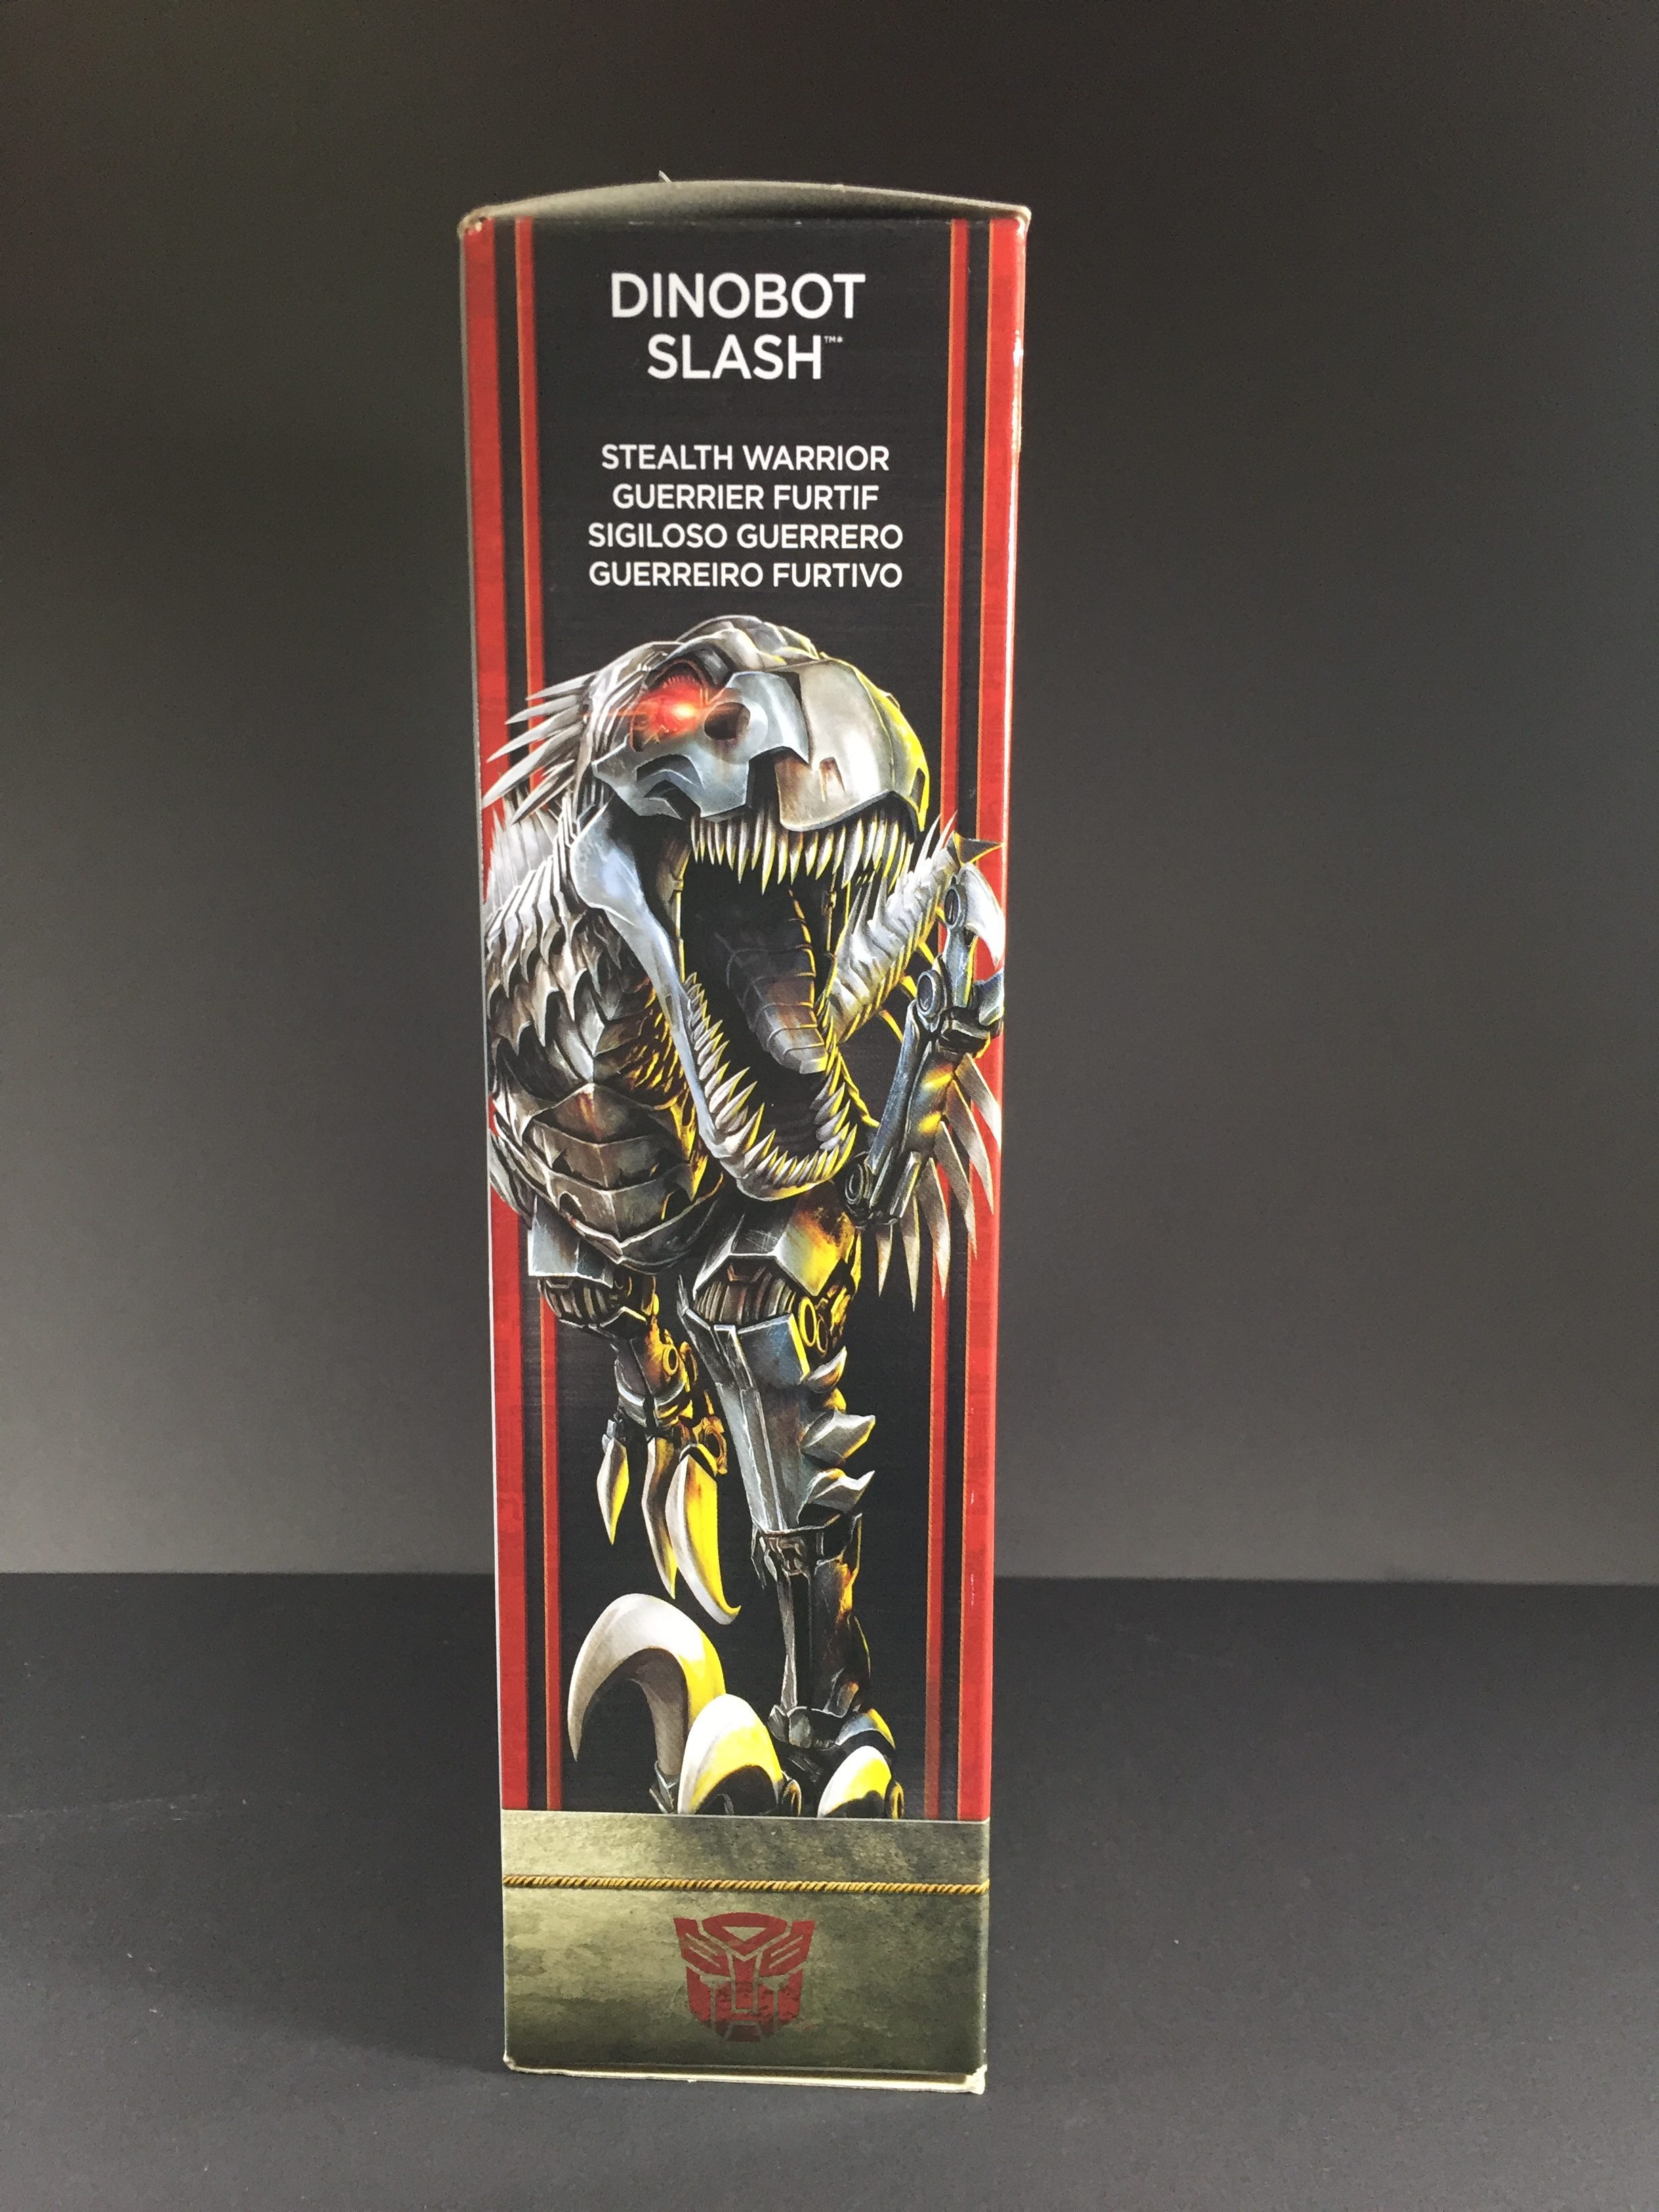 DINOBOT
SLASH™*
STEALTH WARRIOR
GUERRIER FURTIF
SIGILOSO GUERRERO
GUERREIRO FURTIVO